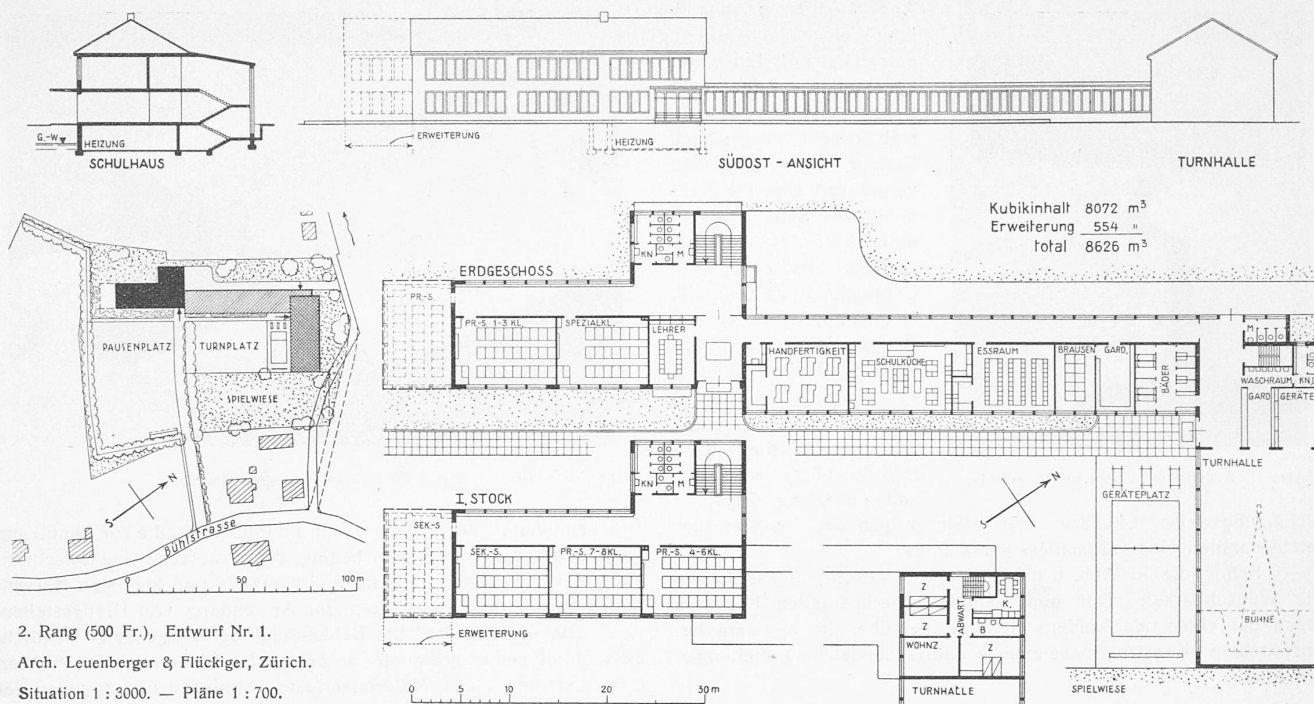 G.-W.
HEIZUNG
SCHULHAUS
ERWEITERUNG
HEIZUNG
SÜDOST - ANSICHT
TURNHALLE
Kubikinhalt 8072 m³
Erweiterung 554 "
total 8626 m³
PAUSENPLATZ
TURNPLATZ
SPIELWIESE
S
N
Bühlstrasse
0 50 100 m
ERDGESCHOSS
KN.
M
PR.-S.
PR.-S. 1-3 KL.
SPEZIALKL.
LEHRER
HANDFERTIGKEIT
SCHULKÜCHE
ESSRAUM
BRAUSEN
GARD.
BÄDER
M
WASCHRAUM
KN.
GARD
GERÄTE
TURNHALLE
GERÄTEPLATZ
BÜHNE
SPIELWIESE
I. STOCK
KN.
M
SEK-S
SEK.-S.
PR.-S. 7-8KL.
PR.-S. 4-6KL.
ERWEITERUNG
S
N
Z
Z
WOHNZ.
ABWART
K.
B
Z
TURNHALLE
0 5 10 20 30 m
2. Rang (500 Fr.), Entwurf Nr. 1.
Arch. Leuenberger & Flückiger, Zürich.
Situation 1 : 3000. — Pläne 1 : 700.